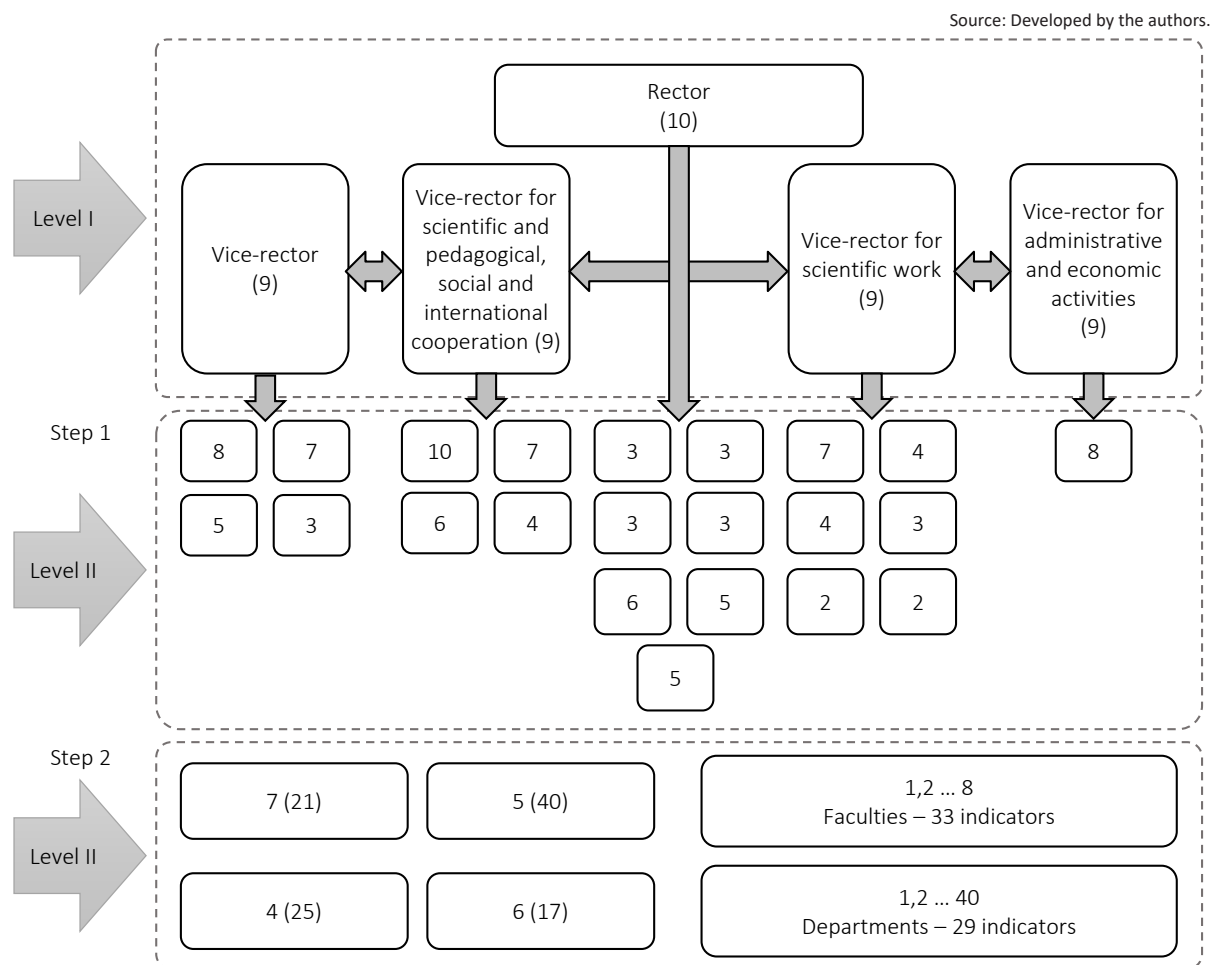 Source: Developed by the authors.
Rector
(10)
Level I
Vice-rector
(9)
Vice-rector for
scientific and
pedagogical,
social and
international
cooperation (9)
Vice-rector for
scientific work
(9)
Vice-rector for
administrative
and economic
activities
(9)
Step 1
8 7 10 7 3 3 7 4 8
5 3 6 4 3 3 4 3
Level II
6 5 2 2
5
Step 2
7 (21)
5 (40)
1,2 ... 8
Faculties – 33 indicators
Level II
4 (25)
6 (17)
1,2 ... 40
Departments – 29 indicators